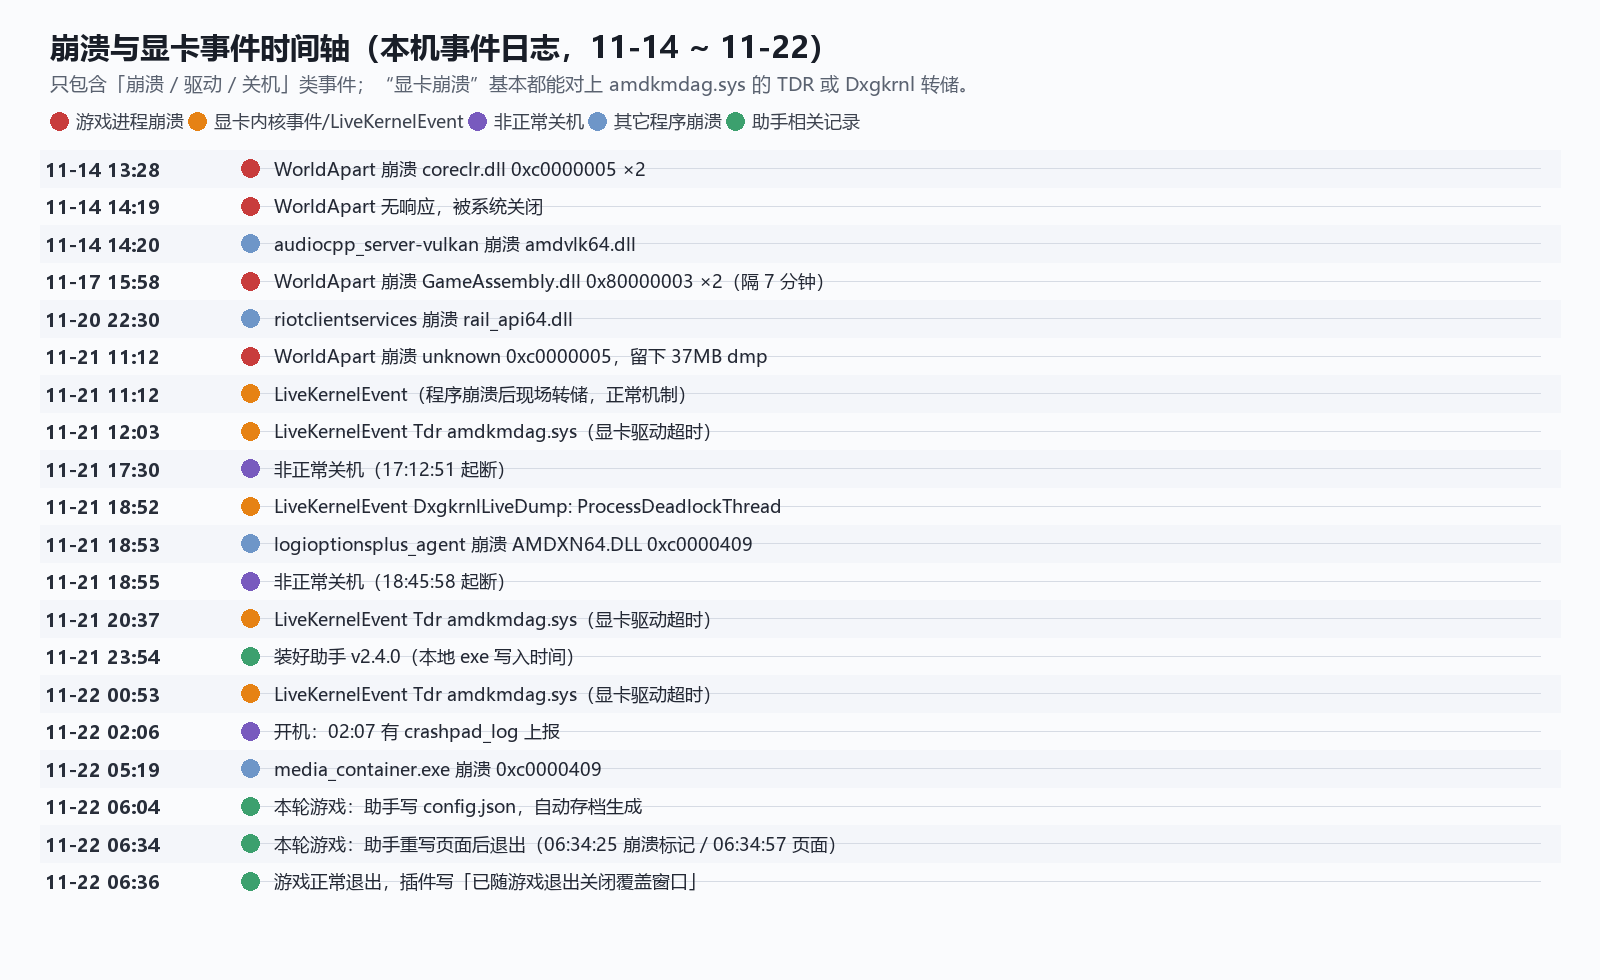 崩溃与显卡事件时间轴（本机事件日志，11-14 ~ 11-22）
只包含「崩溃 / 驱动 / 关机」类事件；“显卡崩溃”基本都能对上 amdkmdag.sys 的 TDR 或 Dxgkrnl 转储。
游戏进程崩溃 显卡内核事件/LiveKernelEvent 非正常关机 其它程序崩溃 助手相关记录
11-14 13:28 WorldApart 崩溃 coreclr.dll 0xc0000005 ×2
11-14 14:19 WorldApart 无响应，被系统关闭
11-14 14:20 audiocpp_server-vulkan 崩溃 amdvlk64.dll
11-17 15:58 WorldApart 崩溃 GameAssembly.dll 0x80000003 ×2（隔 7 分钟）
11-20 22:30 riotclientservices 崩溃 rail_api64.dll
11-21 11:12 WorldApart 崩溃 unknown 0xc0000005，留下 37MB dmp
11-21 11:12 LiveKernelEvent（程序崩溃后现场转储，正常机制）
11-21 12:03 LiveKernelEvent Tdr amdkmdag.sys（显卡驱动超时）
11-21 17:30 非正常关机（17:12:51 起断）
11-21 18:52 LiveKernelEvent DxgkrnlLiveDump: ProcessDeadlockThread
11-21 18:53 logioptionsplus_agent 崩溃 AMDXN64.DLL 0xc0000409
11-21 18:55 非正常关机（18:45:58 起断）
11-21 20:37 LiveKernelEvent Tdr amdkmdag.sys（显卡驱动超时）
11-21 23:54 装好助手 v2.4.0（本地 exe 写入时间）
11-22 00:53 LiveKernelEvent Tdr amdkmdag.sys（显卡驱动超时）
11-22 02:06 开机：02:07 有 crashpad_log 上报
11-22 05:19 media_container.exe 崩溃 0xc0000409
11-22 06:04 本轮游戏：助手写 config.json，自动存档生成
11-22 06:34 本轮游戏：助手重写页面后退出（06:34:25 崩溃标记 / 06:34:57 页面）
11-22 06:36 游戏正常退出，插件写「已随游戏退出关闭覆盖窗口」